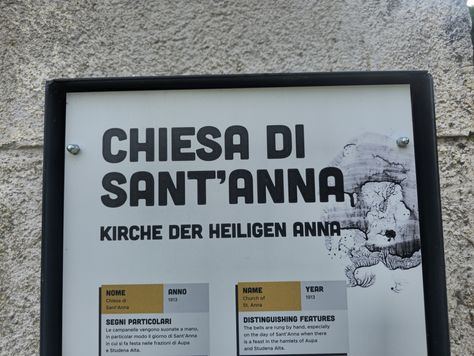 CHIESA DI
SANT'ANNA
KIRCHE DER HEILIGEN ANNA
NOME
ANNO
Chiesa di
Sant'Anna
1913
SEGNI PARTICOLARI
Le campanelle vengono suonate a mano,
in particolar modo il giorno di Sant'Anna
in cui si fa festa nelle frazioni di Aupa
e Studena Alta.
NAME
YEAR
Church of
St. Anna
1913
DISTINGUISHING FEATURES
The bells are rung by hand, especially
on the day of Sant'Anna when there
is a feast in the hamlets of Aupa
and Studena Alta.